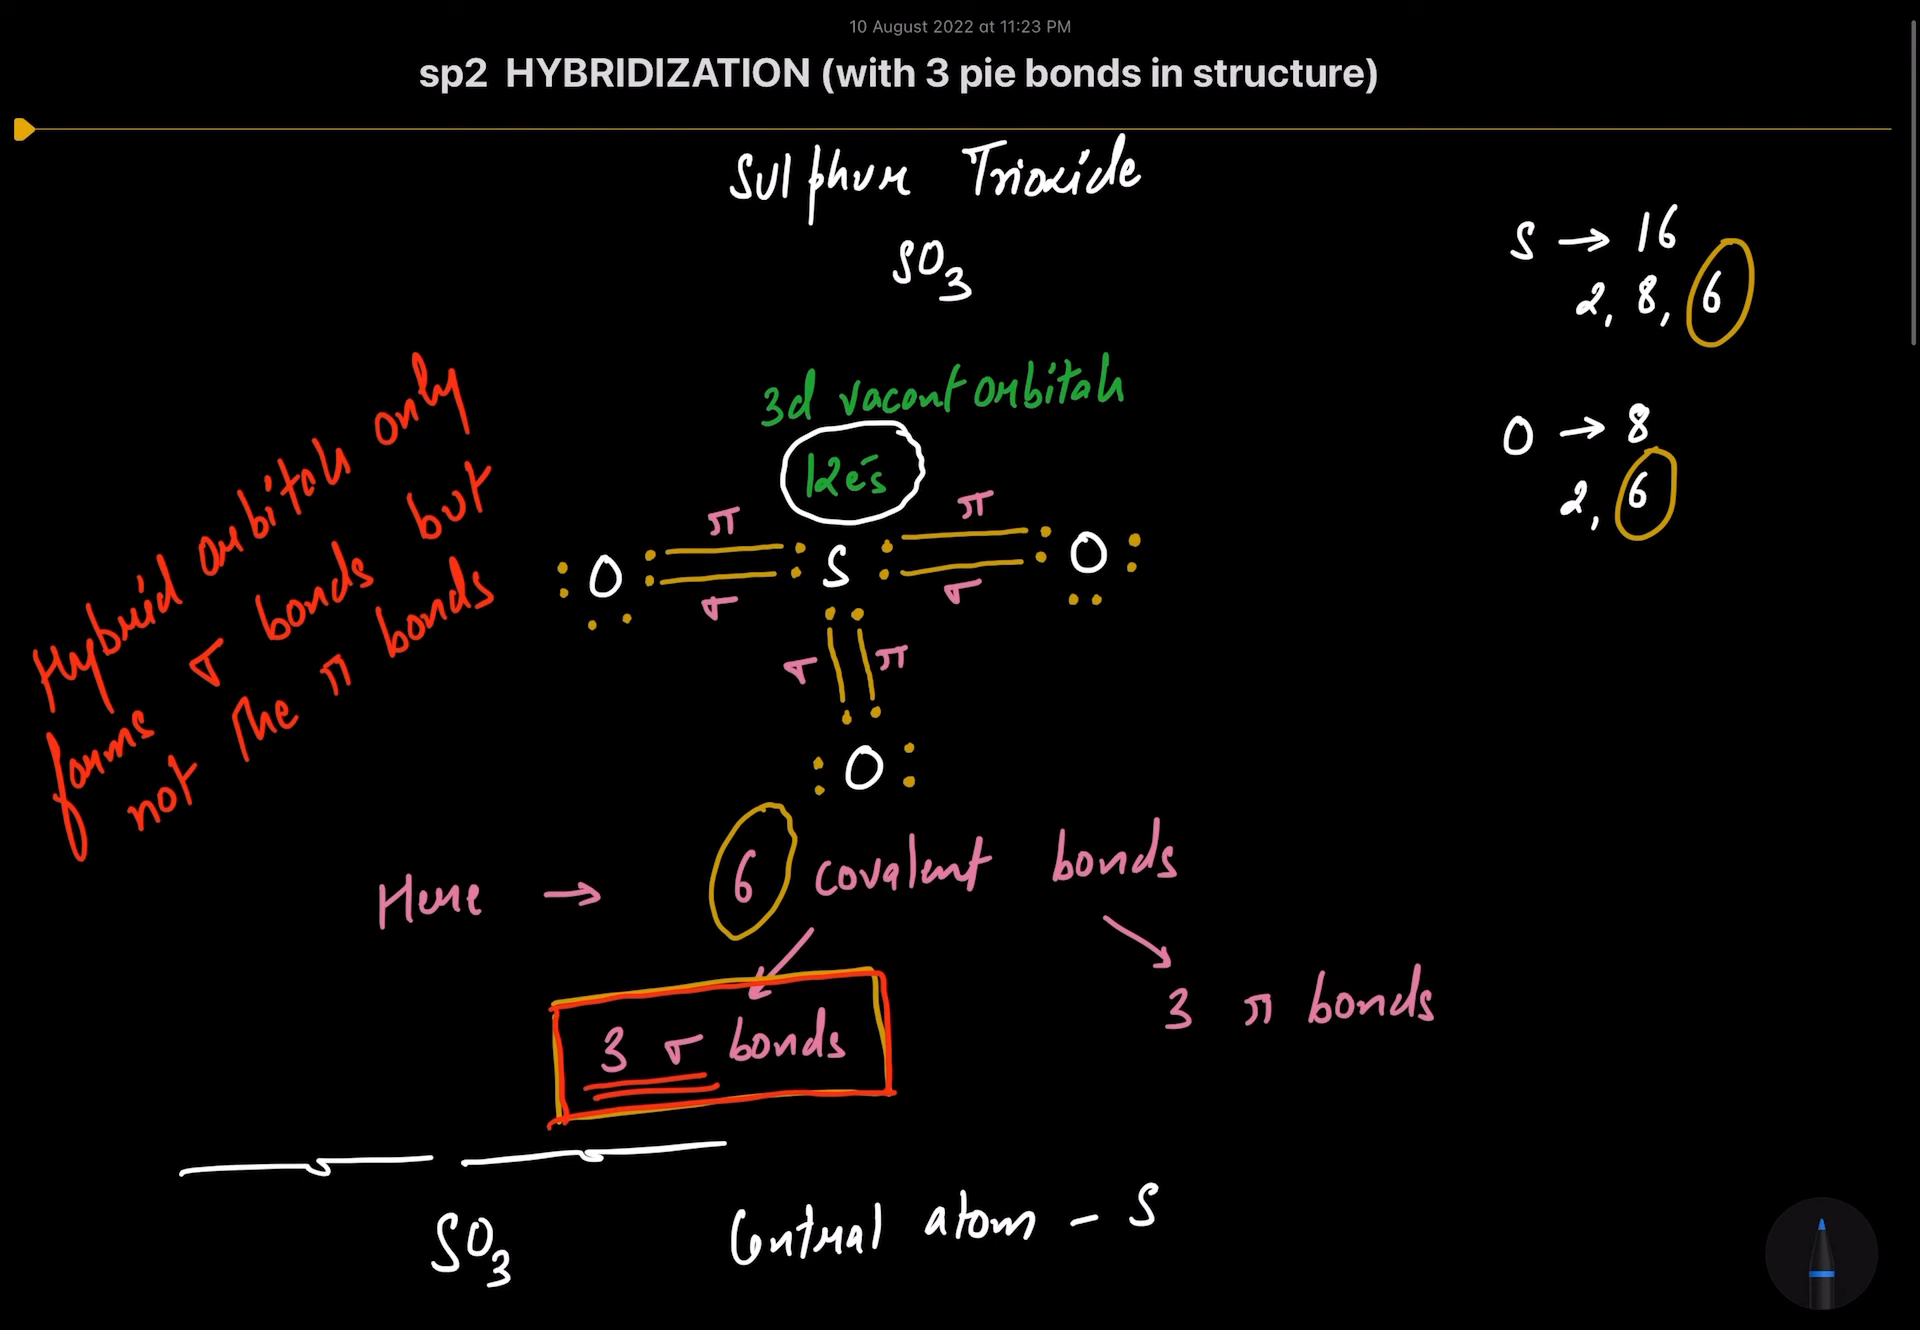 10 August 2022 at 11:23 PM
sp2 HYBRIDIZATION (with 3 pie bonds in structure)
Sulphur Trioxide
SO3
S → 16
2, 8, 6
O → 8
2, 6
Hybrid orbitals only
forms σ bonds but
not the π bonds
3d vacant orbitals
12e-s
π π
O S O
σ σ
σ π
O
Here → 6 covalent bonds
3 σ bonds
3 π bonds
SO3 Central atom - S